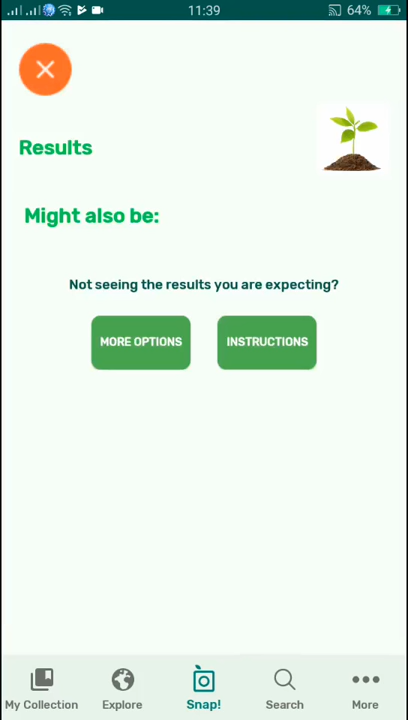 11:39
64%
Results
Might also be:
Not seeing the results you are expecting?
MORE OPTIONS
INSTRUCTIONS
My Collection
Explore
Snap!
Search
More